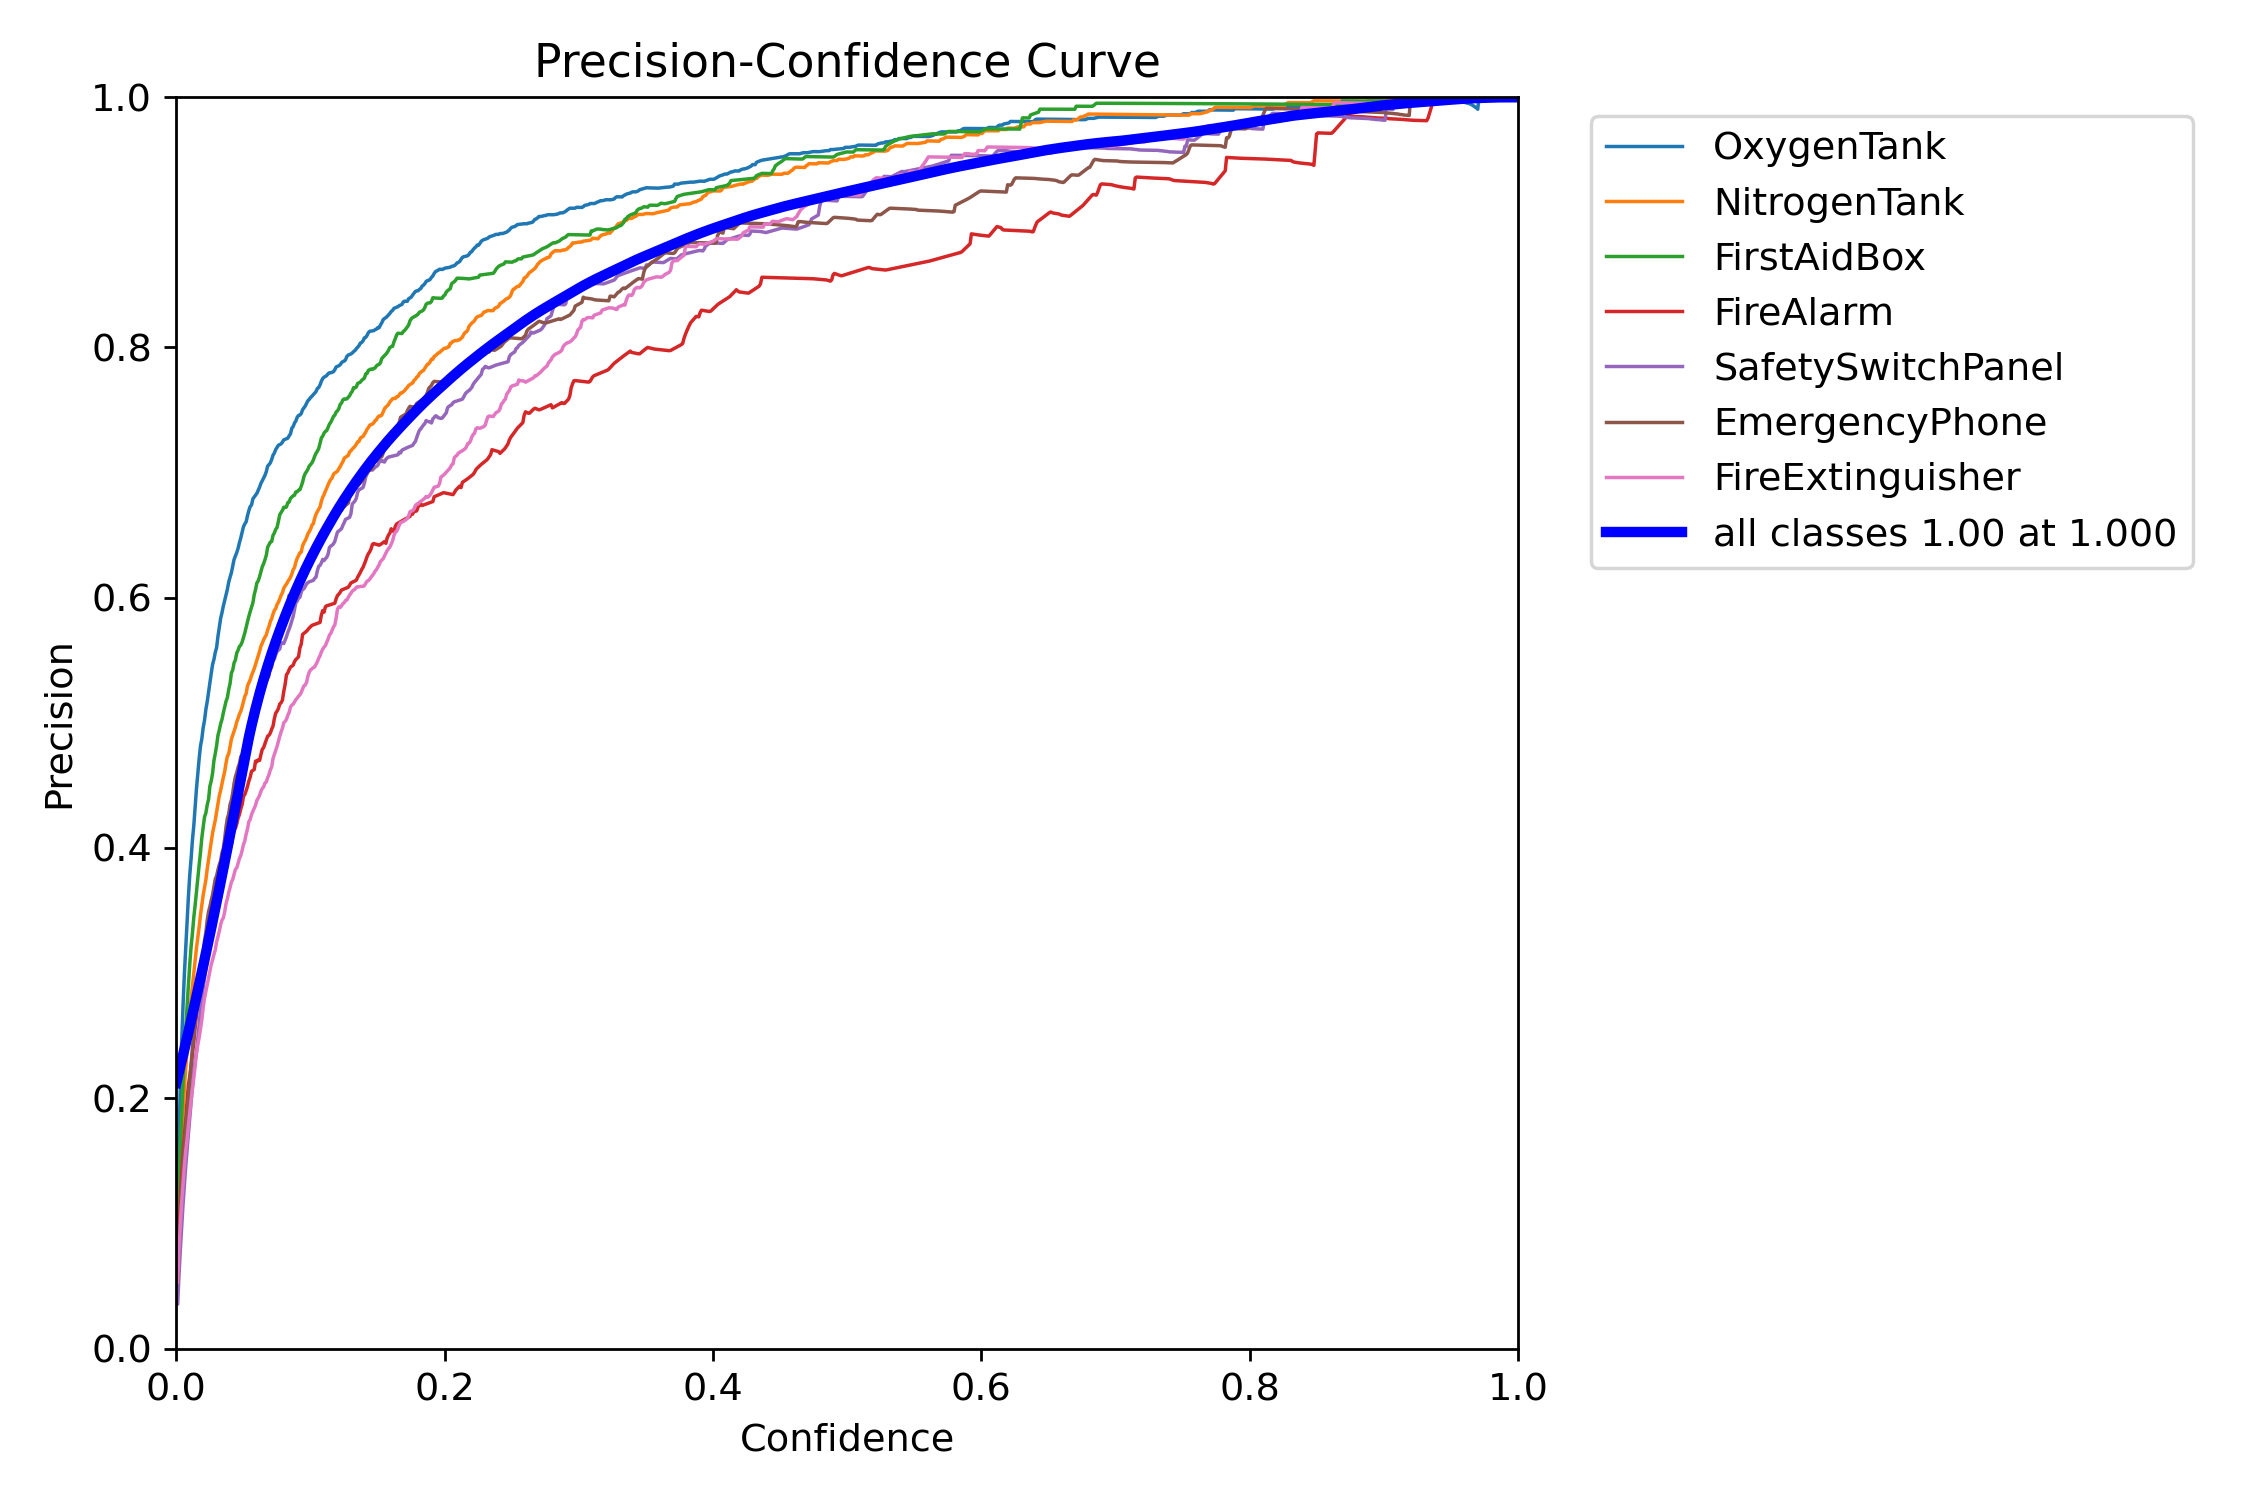 Precision-Confidence Curve
1.0
0.8
0.6
0.4
0.2
0.0
Precision
0.0 0.2 0.4 0.6 0.8 1.0
Confidence
OxygenTank
NitrogenTank
FirstAidBox
FireAlarm
SafetySwitchPanel
EmergencyPhone
FireExtinguisher
all classes 1.00 at 1.000